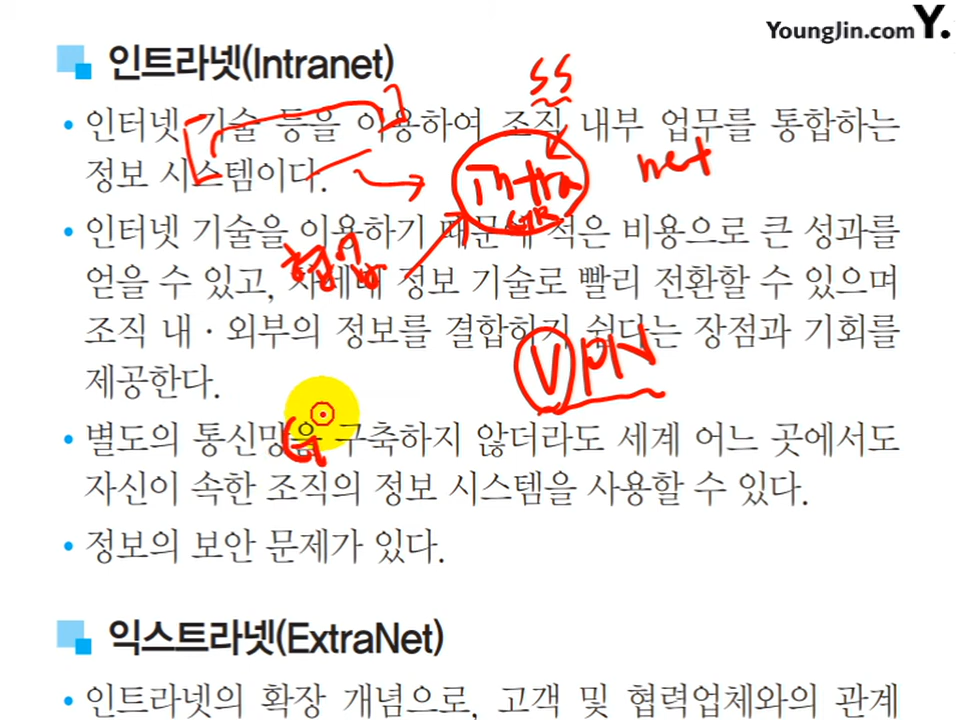 YoungJin.com Y.
인트라넷(Intranet)
• 인터넷 기술 등을 이용하여 조직 내부 업무를 통합하는
정보 시스템이다.
• 인터넷 기술을 이용하기 때문에 적은 비용으로 큰 성과를
얻을 수 있고, 차세대 정보 기술로 빨리 전환할 수 있으며
조직 내·외부의 정보를 결합하기 쉽다는 장점과 기회를
제공한다.
• 별도의 통신망을 구축하지 않더라도 세계 어느 곳에서도
자신이 속한 조직의 정보 시스템을 사용할 수 있다.
• 정보의 보안 문제가 있다.
익스트라넷(ExtraNet)
• 인트라넷의 확장 개념으로, 고객 및 협력업체와의 관계
SS
Intra
net
VPN
G